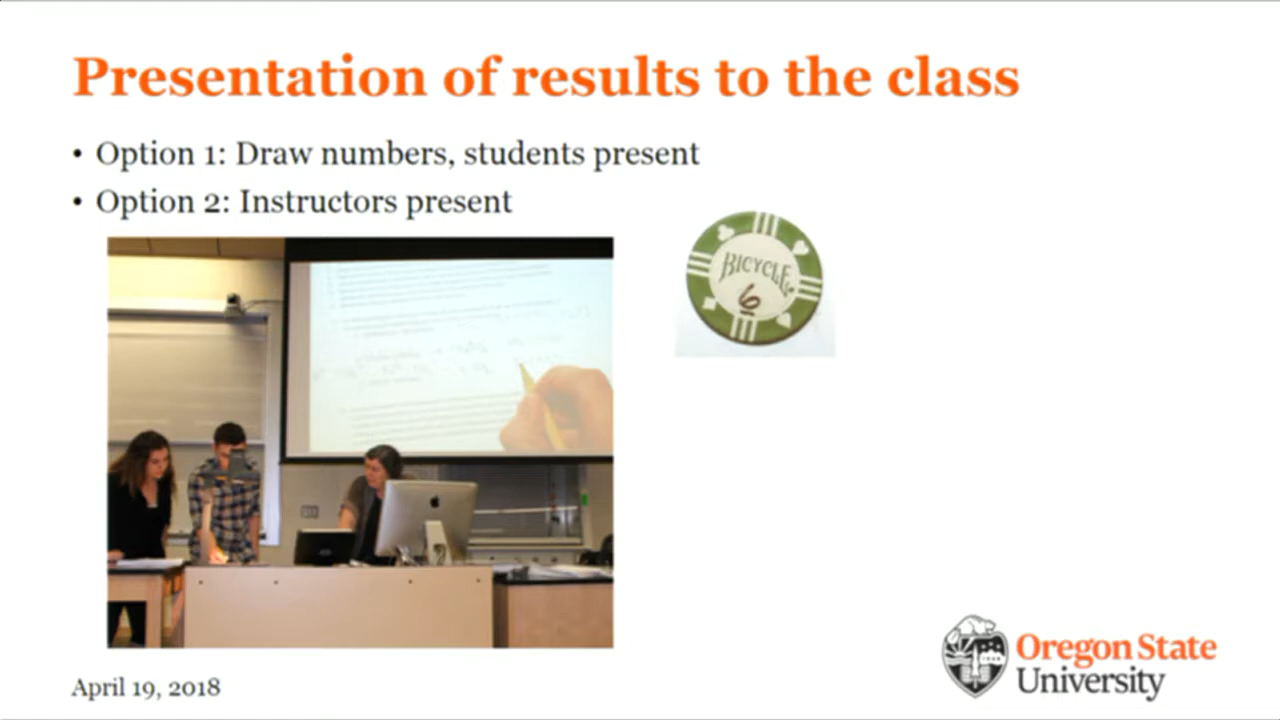 Presentation of results to the class
• Option 1: Draw numbers, students present
• Option 2: Instructors present
BICYCLE
6
April 19, 2018
Oregon State
University